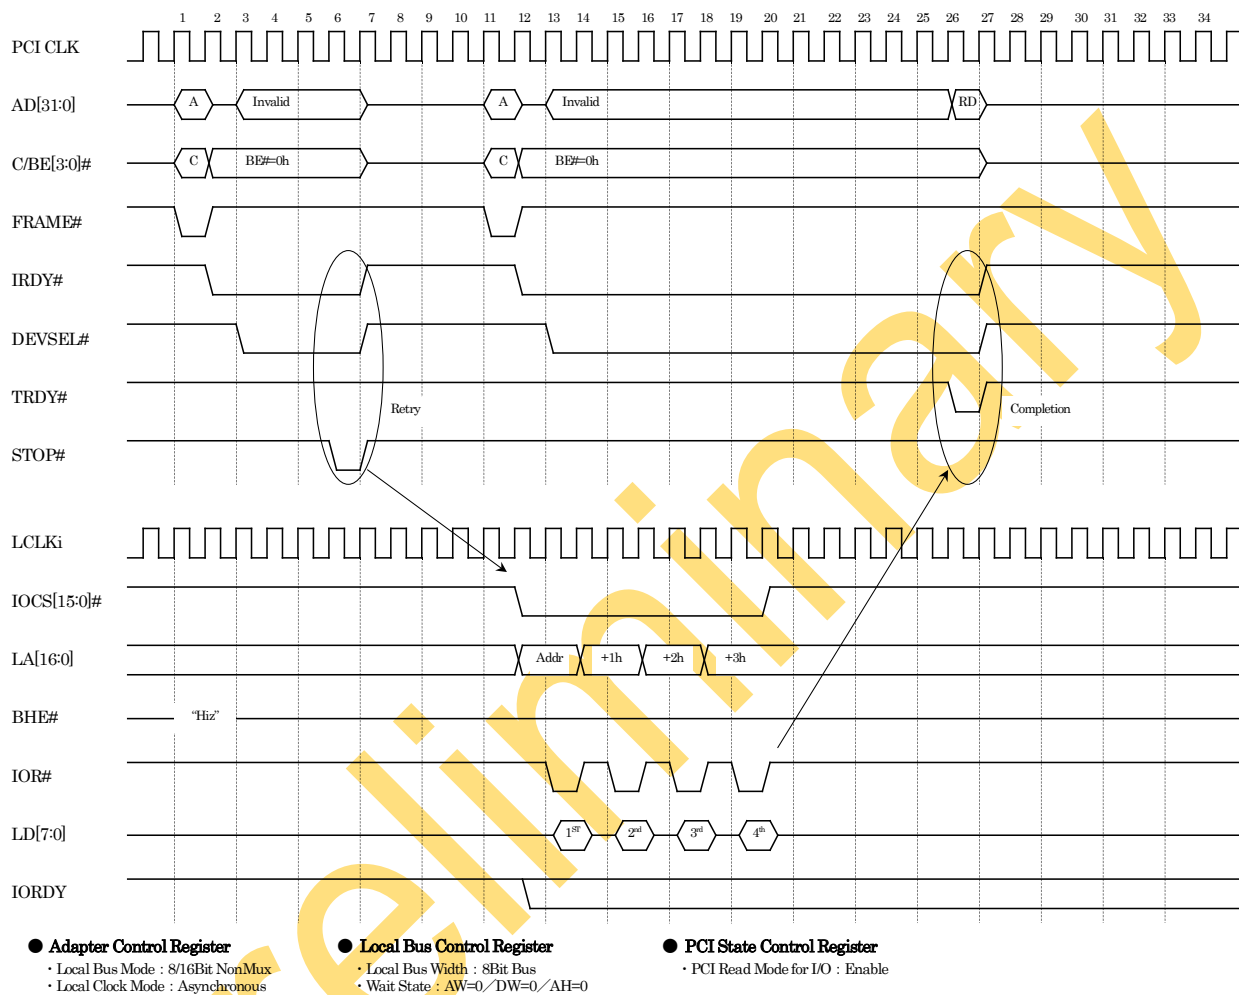 1 2 3 4 5 6 7 8 9 10 11 12 13 14 15 16 17 18 19 20 21 22 23 24 25 26 27 28 29 30 31 32 33 34
PCI CLK
AD[31:0] A Invalid A Invalid RD
C/BE[3:0]# C BE#=0h C BE#=0h
FRAME#
IRDY#
DEVSEL#
TRDY#
Retry Completion
STOP#
LCLKi
IOCS[15:0]#
LA[16:0] Addr +1h +2h +3h
BHE# “Hiz”
IOR#
LD[7:0] 1ST 2nd 3rd 4th
IORDY
● Adapter Control Register ● Local Bus Control Register ● PCI State Control Register
・Local Bus Mode : 8/16Bit NonMux ・Local Bus Width : 8Bit Bus ・PCI Read Mode for I/O : Enable
・Local Clock Mode : Asynchronous ・Wait State : AW=0／DW=0／AH=0
reliminary